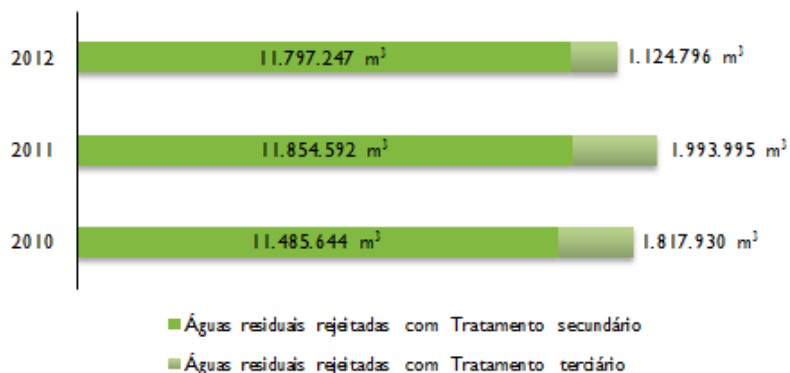 2012 11.797.247 m³ 1.124.796 m³
2011 11.854.592 m³ 1.993.995 m³
2010 11.485.644 m³ 1.817.930 m³
Águas residuais rejeitadas com Tratamento secundário
Águas residuais rejeitadas com Tratamento terciário